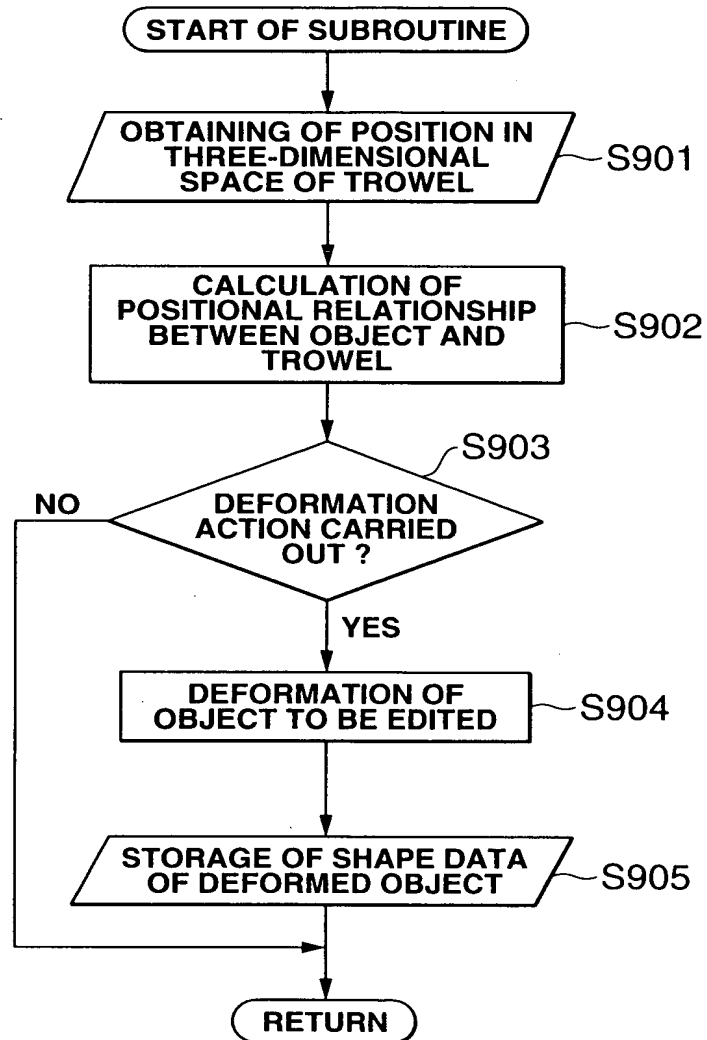 START OF SUBROUTINE
OBTAINING OF POSITION IN
THREE-DIMENSIONAL
SPACE OF TROWEL
S901
CALCULATION OF
POSITIONAL RELATIONSHIP
BETWEEN OBJECT AND
TROWEL
S902
S903
NO
DEFORMATION
ACTION CARRIED
OUT ?
YES
DEFORMATION OF
OBJECT TO BE EDITED
S904
STORAGE OF SHAPE DATA
OF DEFORMED OBJECT
S905
RETURN